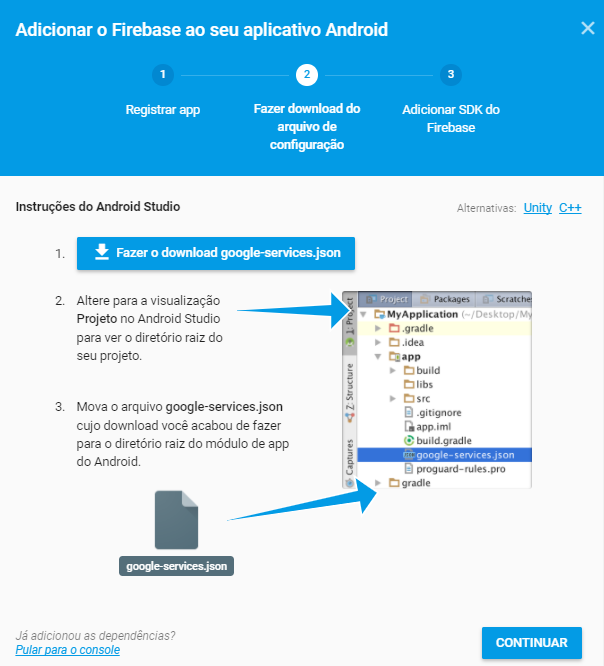 Adicionar o Firebase ao seu aplicativo Android
1
2
3
Registrar app
Fazer download do
arquivo de
configuração
Adicionar SDK do
Firebase
Instruções do Android Studio
Alternativas: Unity C++
1. Fazer o download google-services.json
2. Altere para a visualização
Projeto no Android Studio
para ver o diretório raiz do
seu projeto.
3. Mova o arquivo google-services.json
cujo download você acabou de fazer
para o diretório raiz do módulo de app
do Android.
google-services.json
Project Packages Scratches
1: Project
Z: Structure
Captures
MyApplication (~/Desktop/My
.gradle
.idea
app
build
libs
src
.gitignore
app.iml
build.gradle
google-services.json
proguard-rules.pro
gradle
Já adicionou as dependências?
Pular para o console
CONTINUAR